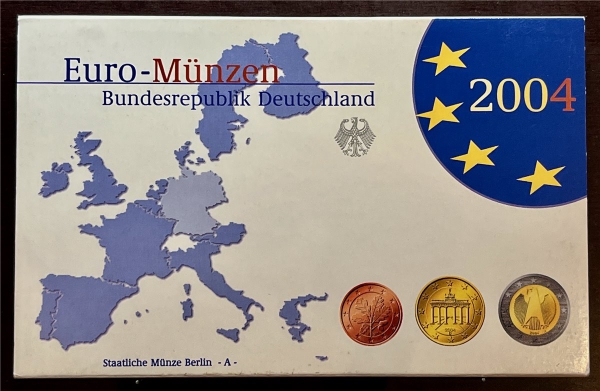 Euro-Münzen
Bundesrepublik Deutschland
2004
Staatliche Münze Berlin - A -